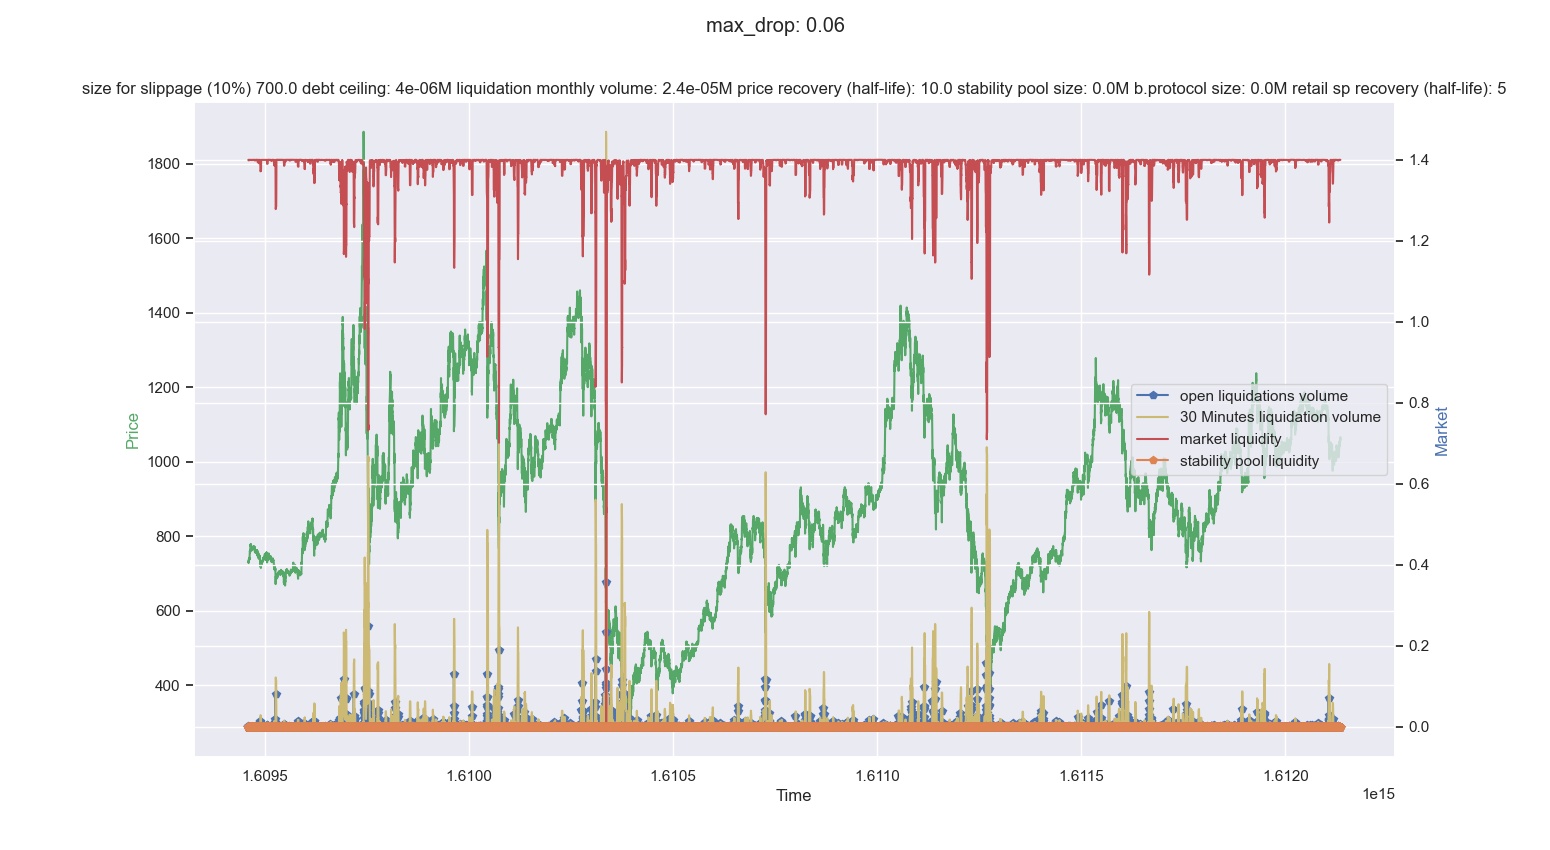 max_drop: 0.06
size for slippage (10%) 700.0 debt ceiling: 4e-06M liquidation monthly volume: 2.4e-05M price recovery (half-life): 10.0 stability pool size: 0.0M b.protocol size: 0.0M retail sp recovery (half-life): 5
1800
1600
1400
1200
1000
800
600
400
Price
1.4
1.2
1.0
0.8
0.6
0.4
0.2
0.0
Market
open liquidations volume
30 Minutes liquidation volume
market liquidity
stability pool liquidity
1.6095 1.6100 1.6105 1.6110 1.6115 1.6120
Time
1e15